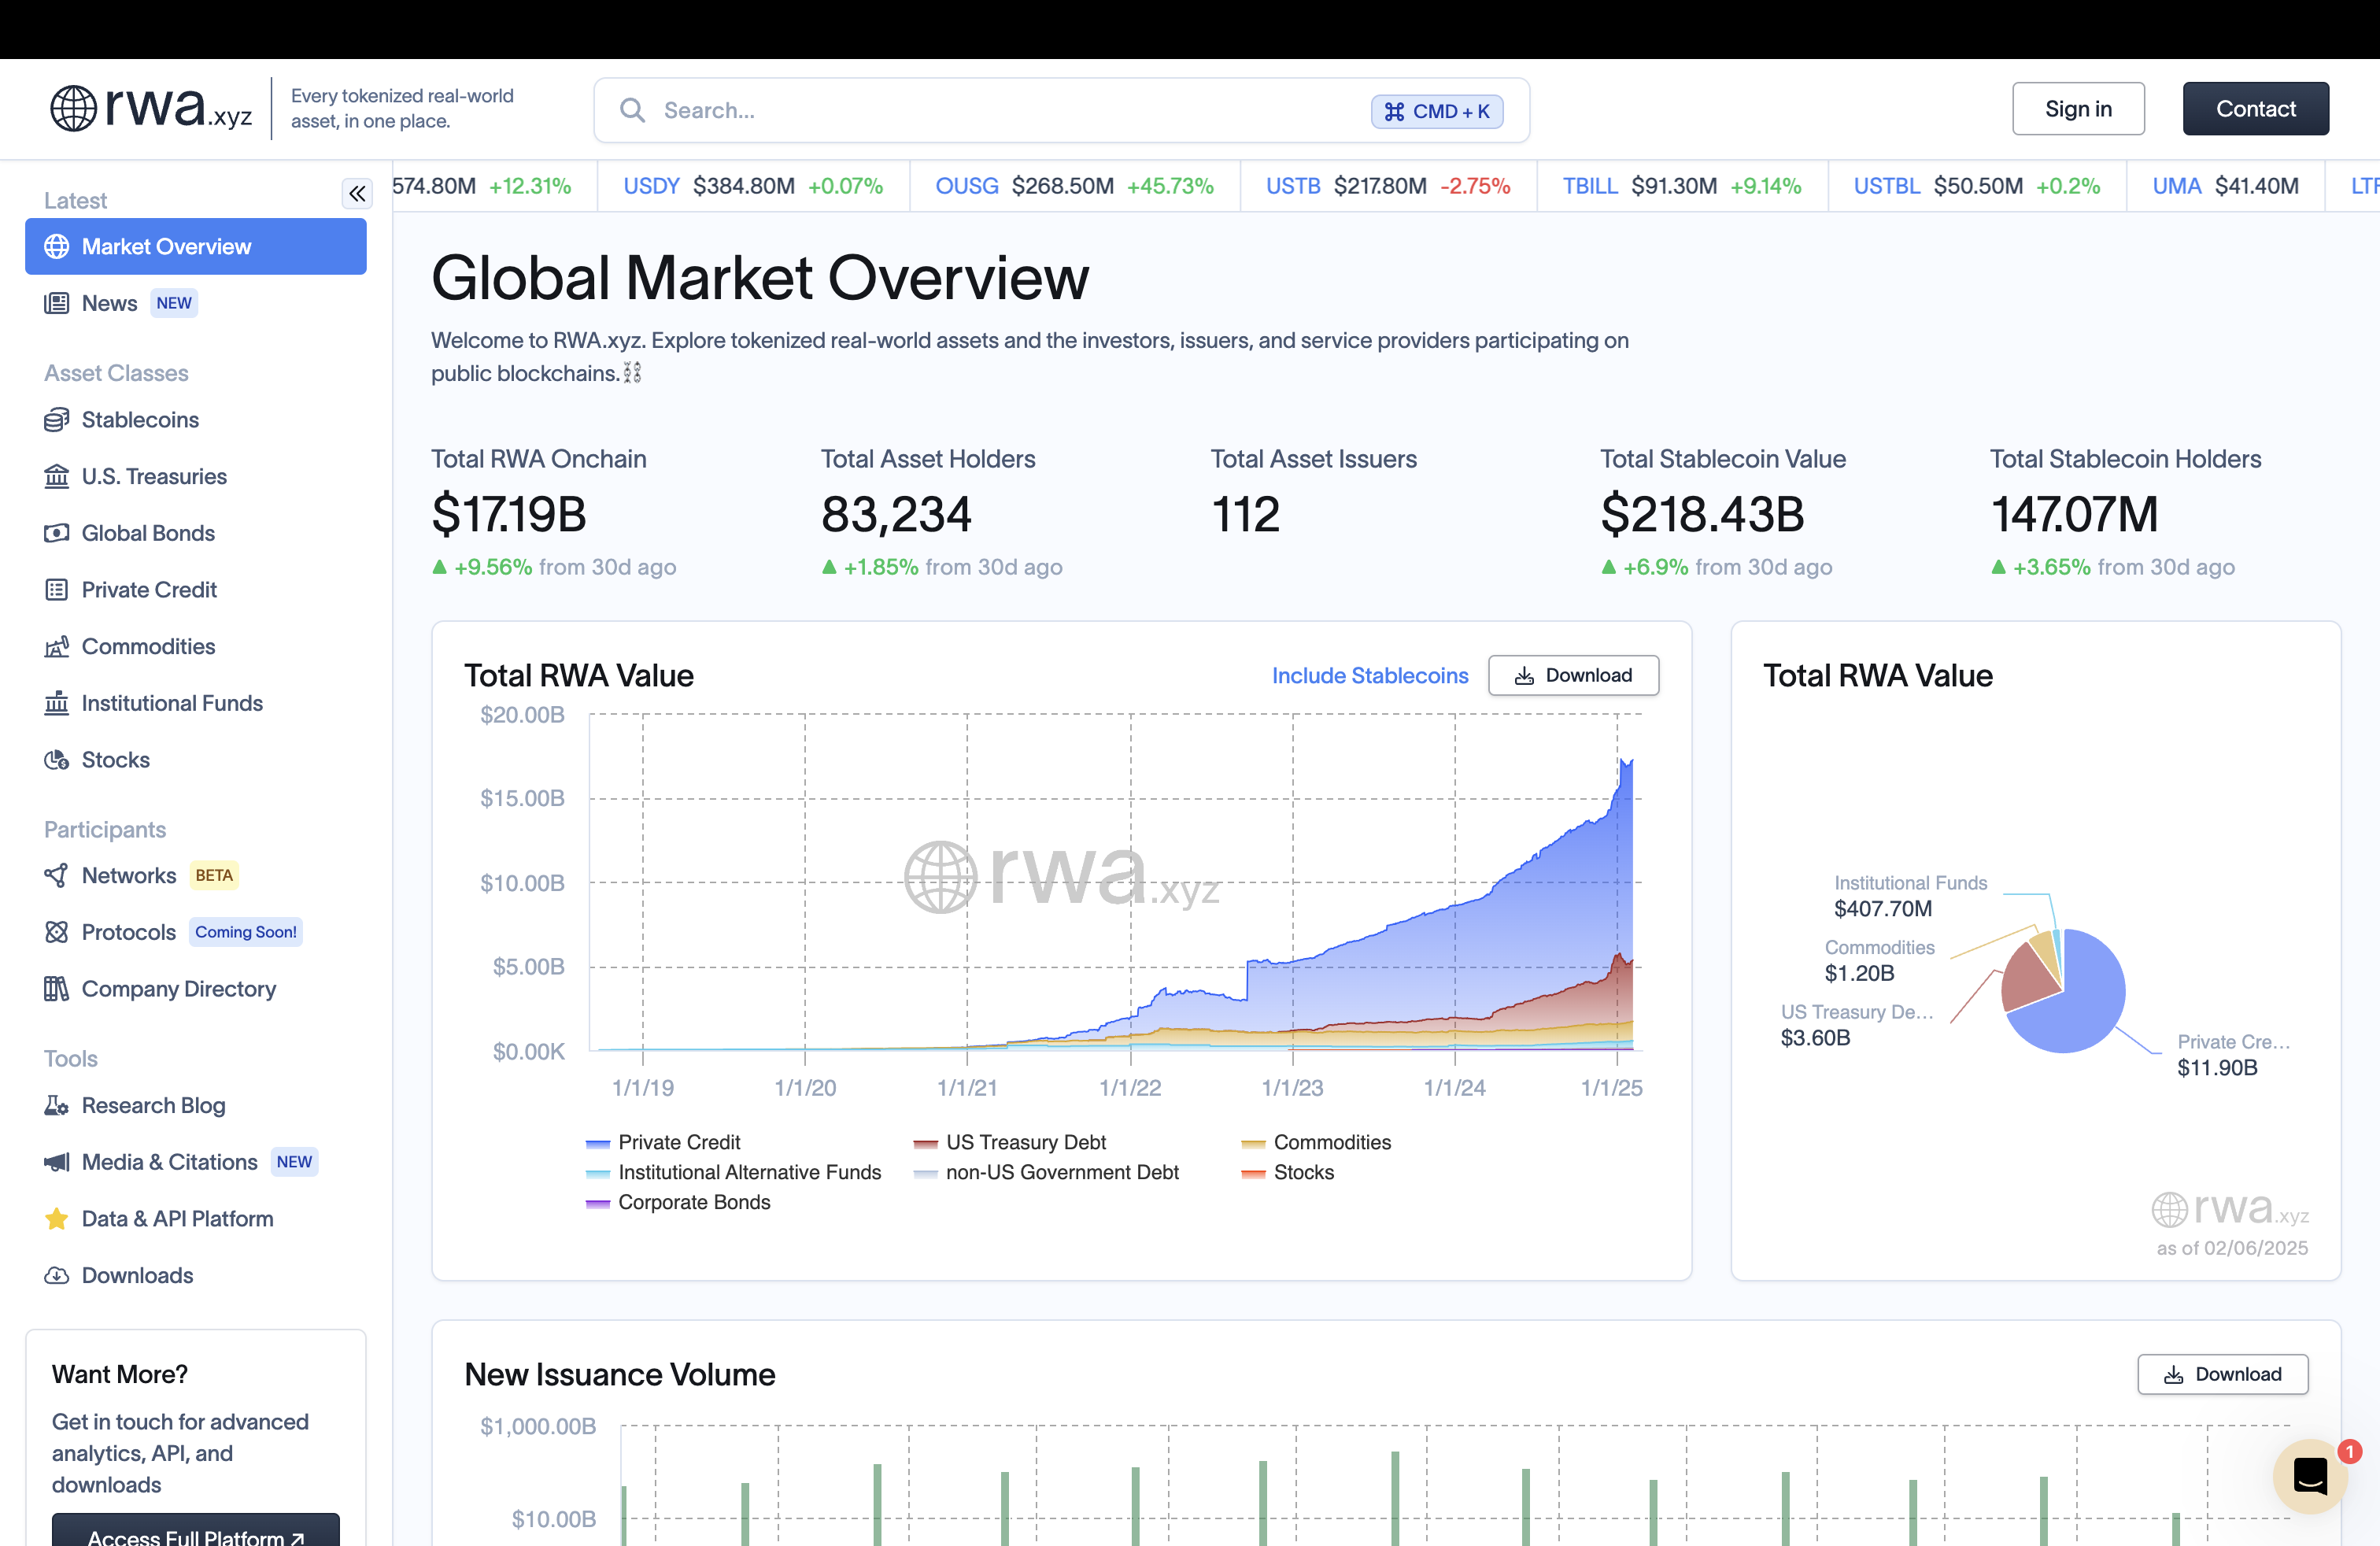 rwa.xyz
Every tokenized real-world
asset, in one place.
Search...
CMD + K
Sign in
Contact
574.80M +12.31%
USDY $384.80M +0.07%
OUSG $268.50M +45.73%
USTB $217.80M -2.75%
TBILL $91.30M +9.14%
USTBL $50.50M +0.2%
UMA $41.40M
Latest
Market Overview
News NEW
Asset Classes
Stablecoins
U.S. Treasuries
Global Bonds
Private Credit
Commodities
Institutional Funds
Stocks
Participants
Networks BETA
Protocols Coming Soon!
Company Directory
Tools
Research Blog
Media & Citations NEW
Data & API Platform
Downloads
Want More?
Get in touch for advanced
analytics, API, and
downloads
Access Full Platform ↗
Global Market Overview
Welcome to RWA.xyz. Explore tokenized real-world assets and the investors, issuers, and service providers participating on
public blockchains.
Total RWA Onchain
$17.19B
+9.56% from 30d ago
Total Asset Holders
83,234
+1.85% from 30d ago
Total Asset Issuers
112
Total Stablecoin Value
$218.43B
+6.9% from 30d ago
Total Stablecoin Holders
147.07M
+3.65% from 30d ago
Total RWA Value
Include Stablecoins
Download
$20.00B
$15.00B
$10.00B
$5.00B
$0.00K
rwa.xyz
1/1/19 1/1/20 1/1/21 1/1/22 1/1/23 1/1/24 1/1/25
Private Credit US Treasury Debt Commodities
Institutional Alternative Funds non-US Government Debt Stocks
Corporate Bonds
Total RWA Value
Institutional Funds
$407.70M
Commodities
$1.20B
US Treasury De...
$3.60B
Private Cre...
$11.90B
rwa.xyz
as of 02/06/2025
New Issuance Volume
Download
$1,000.00B
$10.00B
1